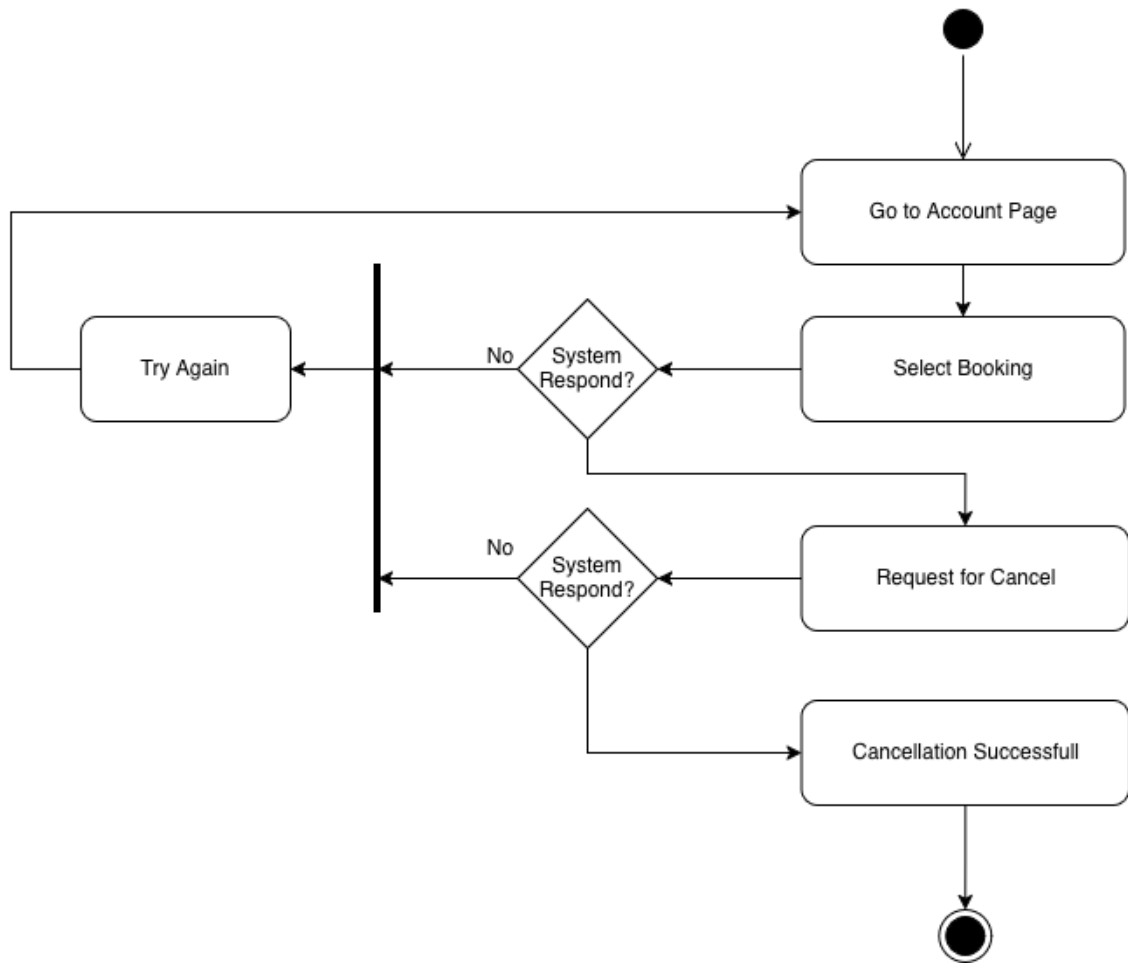 Go to Account Page
Try Again
No
System
Respond?
Select Booking
No
System
Respond?
Request for Cancel
Cancellation Successfull